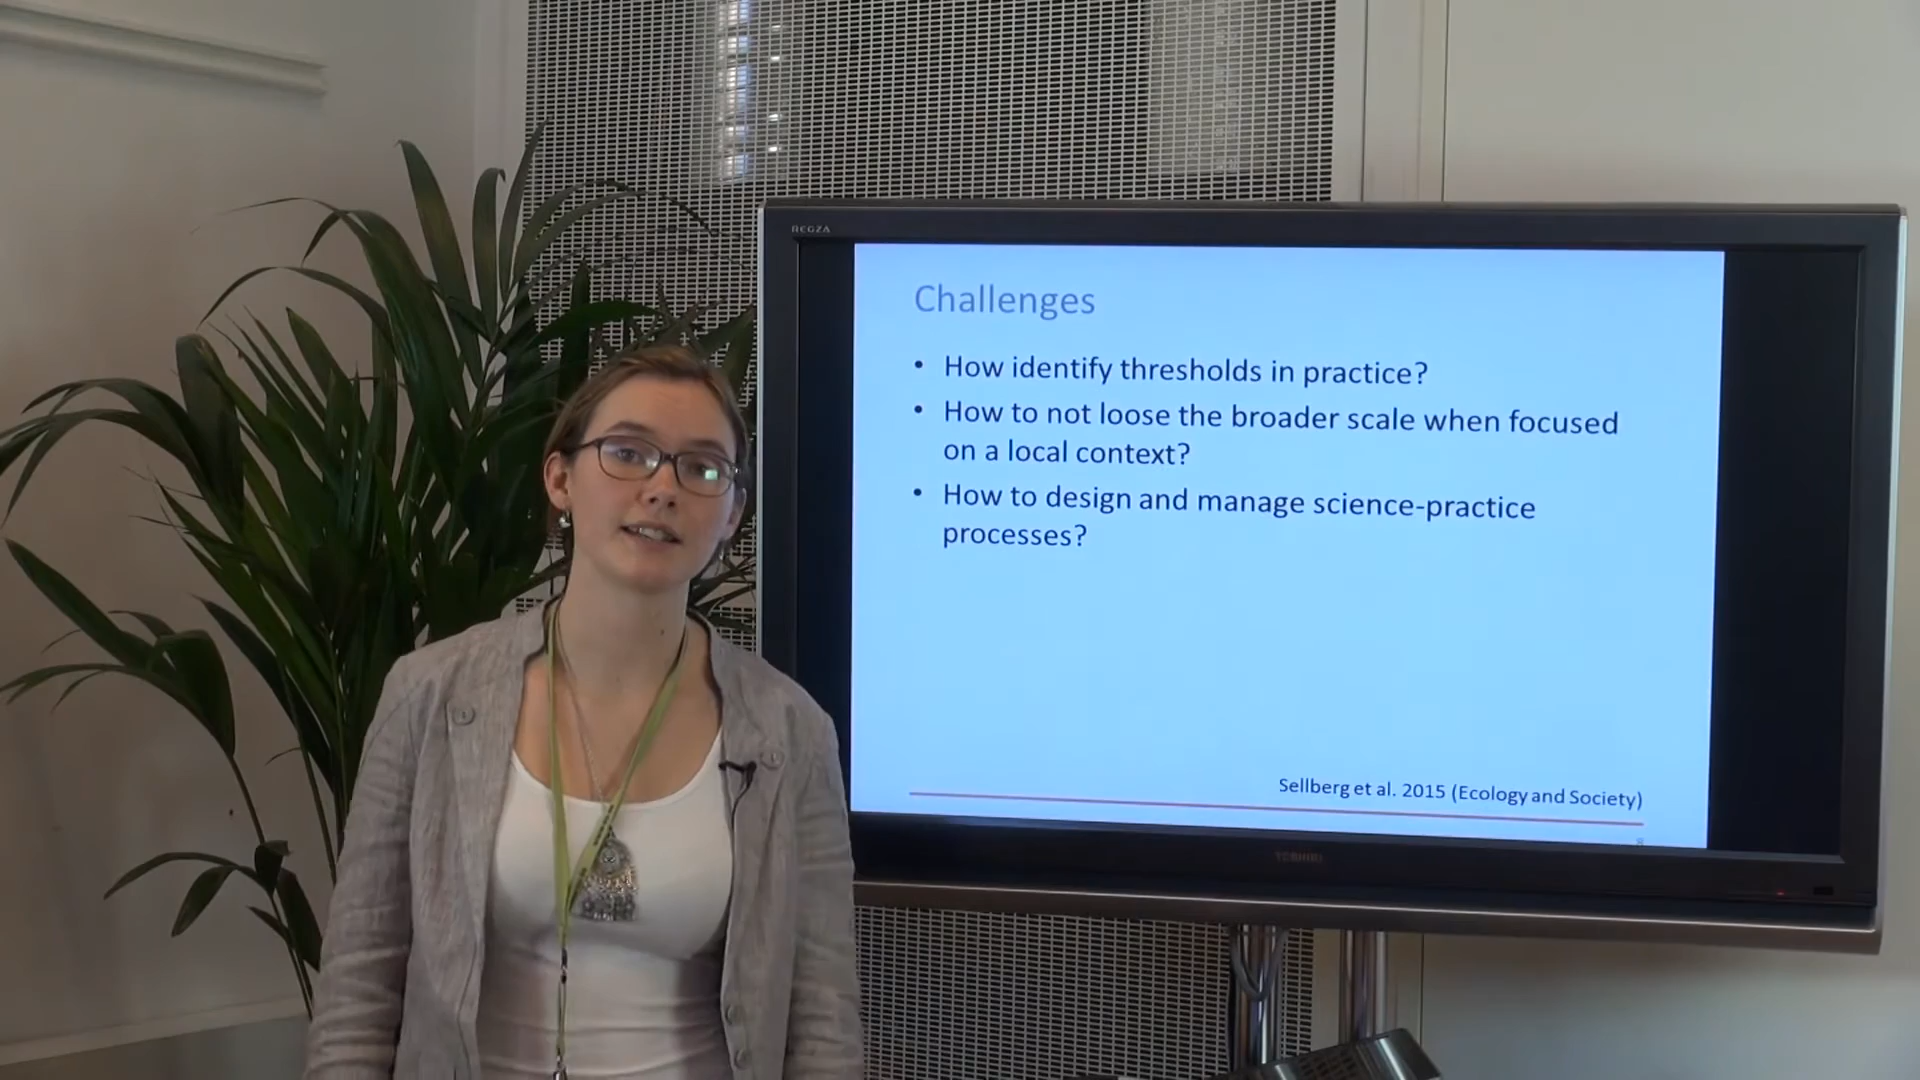 REGZA
Challenges
• How identify thresholds in practice?
• How to not loose the broader scale when focused
on a local context?
• How to design and manage science-practice
processes?
Sellberg et al. 2015 (Ecology and Society)
8
TOSHIBA